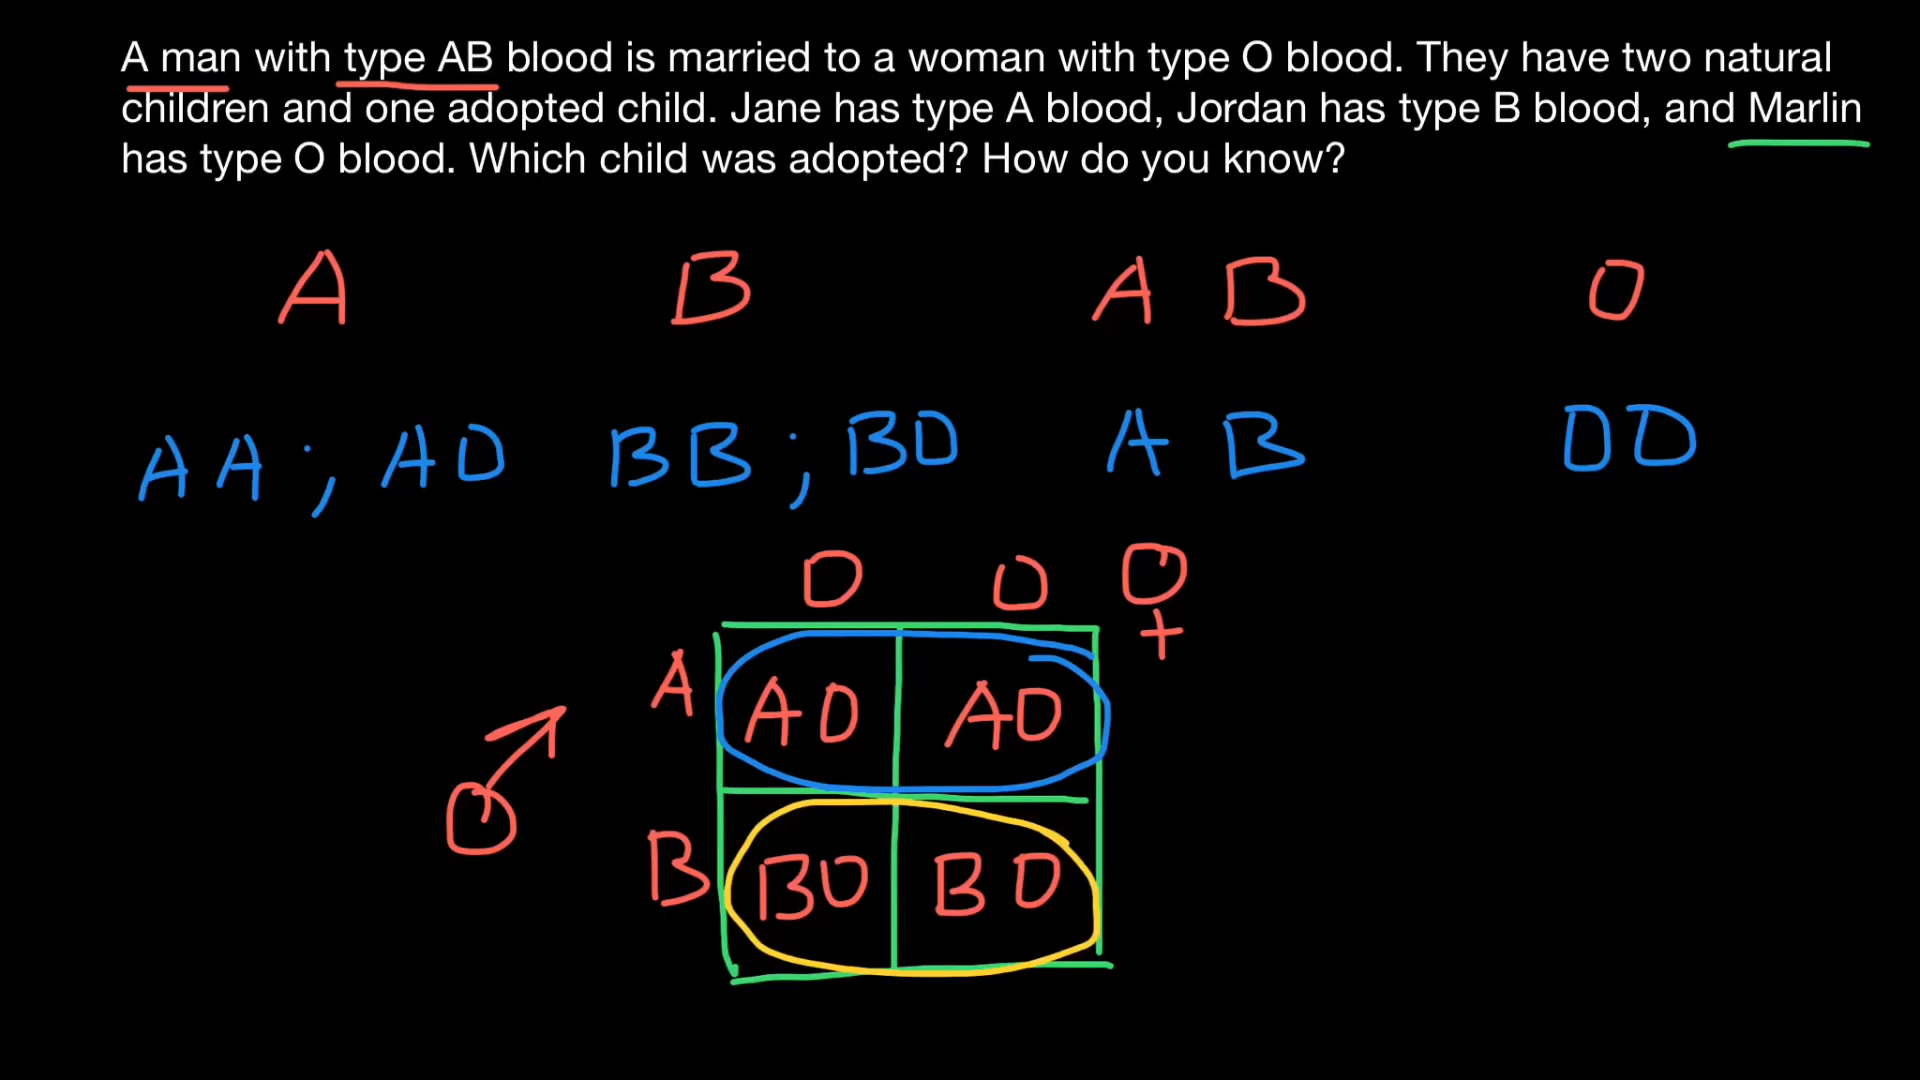 A man with type AB blood is married to a woman with type O blood. They have two natural
children and one adopted child. Jane has type A blood, Jordan has type B blood, and Marlin
has type O blood. Which child was adopted? How do you know?
A B A B O
AA ; AO BB ; BO A B OO
O O
A AO AO
B BO BO